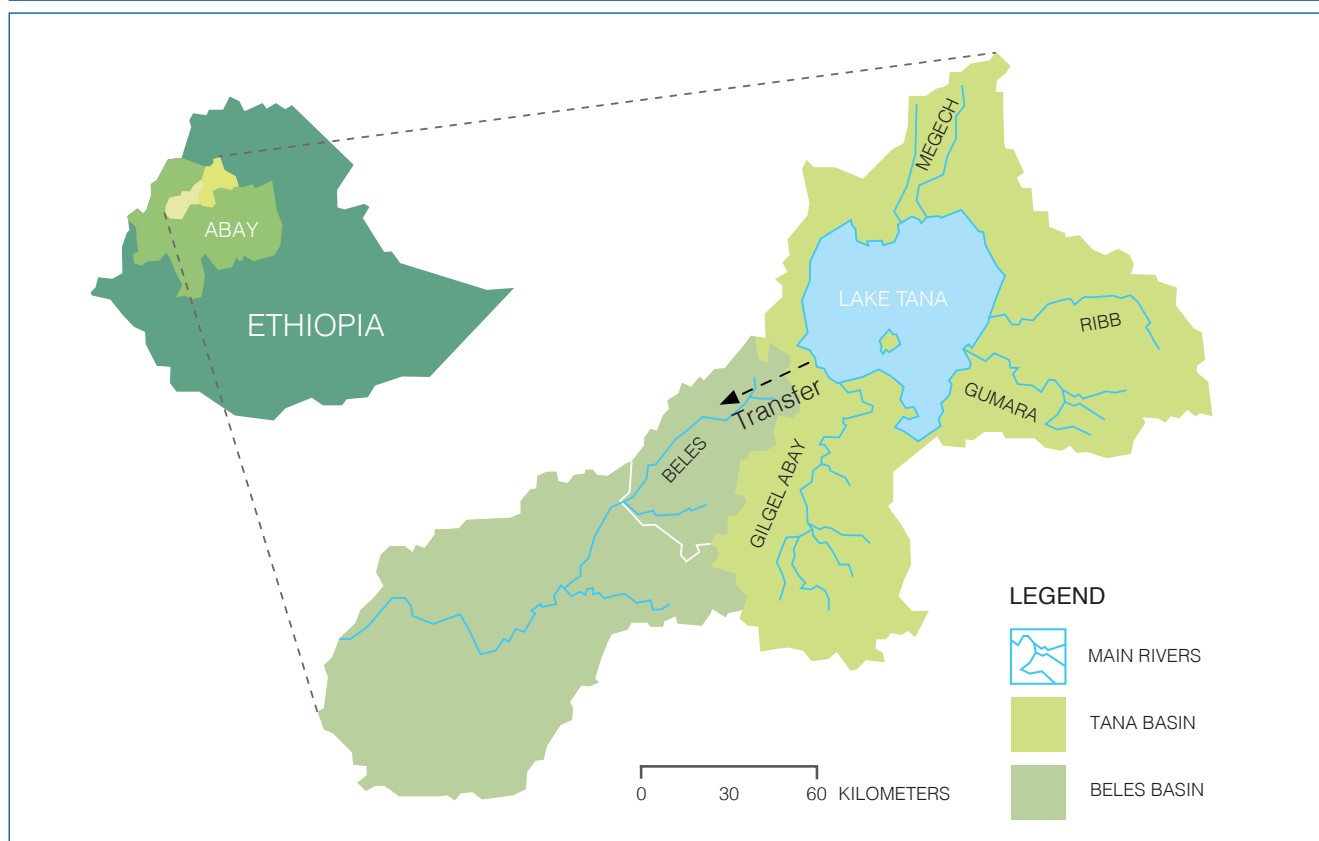 ABAY
ETHIOPIA
MEGECH
LAKE TANA
RIBB
GUMARA
Transfer
BELES
GILGEL ABAY
LEGEND
MAIN RIVERS
TANA BASIN
BELES BASIN
0 30 60 KILOMETERS